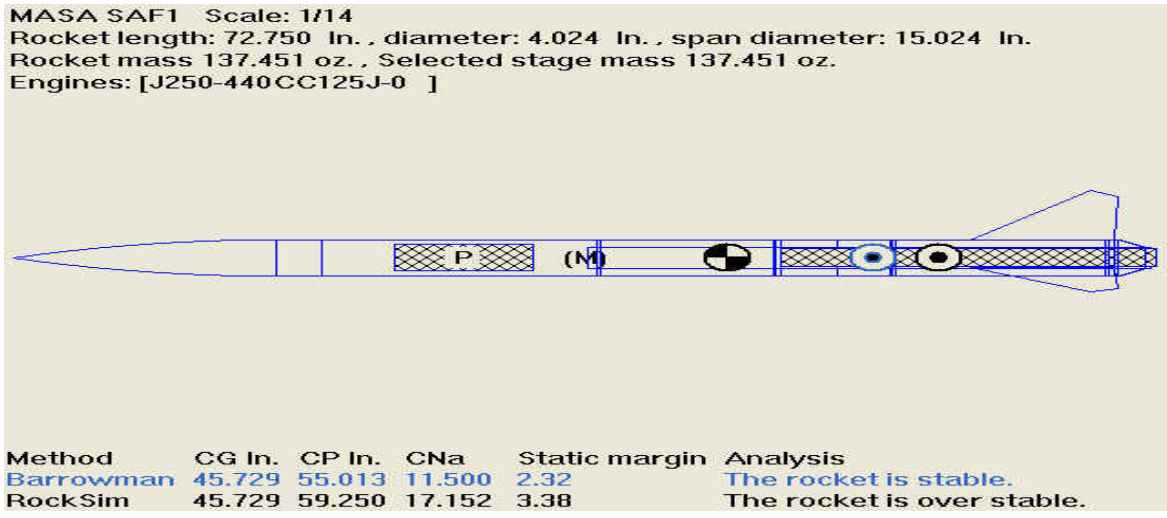 MASA SAF1 Scale: 1/14
Rocket length: 72.750 In. , diameter: 4.024 In. , span diameter: 15.024 In.
Rocket mass 137.451 oz. , Selected stage mass 137.451 oz.
Engines: [J250-440CC125J-0 ]
P (M)
Method CG In. CP In. CNa Static margin Analysis
Barrowman 45.729 55.013 11.500 2.32 The rocket is stable.
RockSim 45.729 59.250 17.152 3.38 The rocket is over stable.